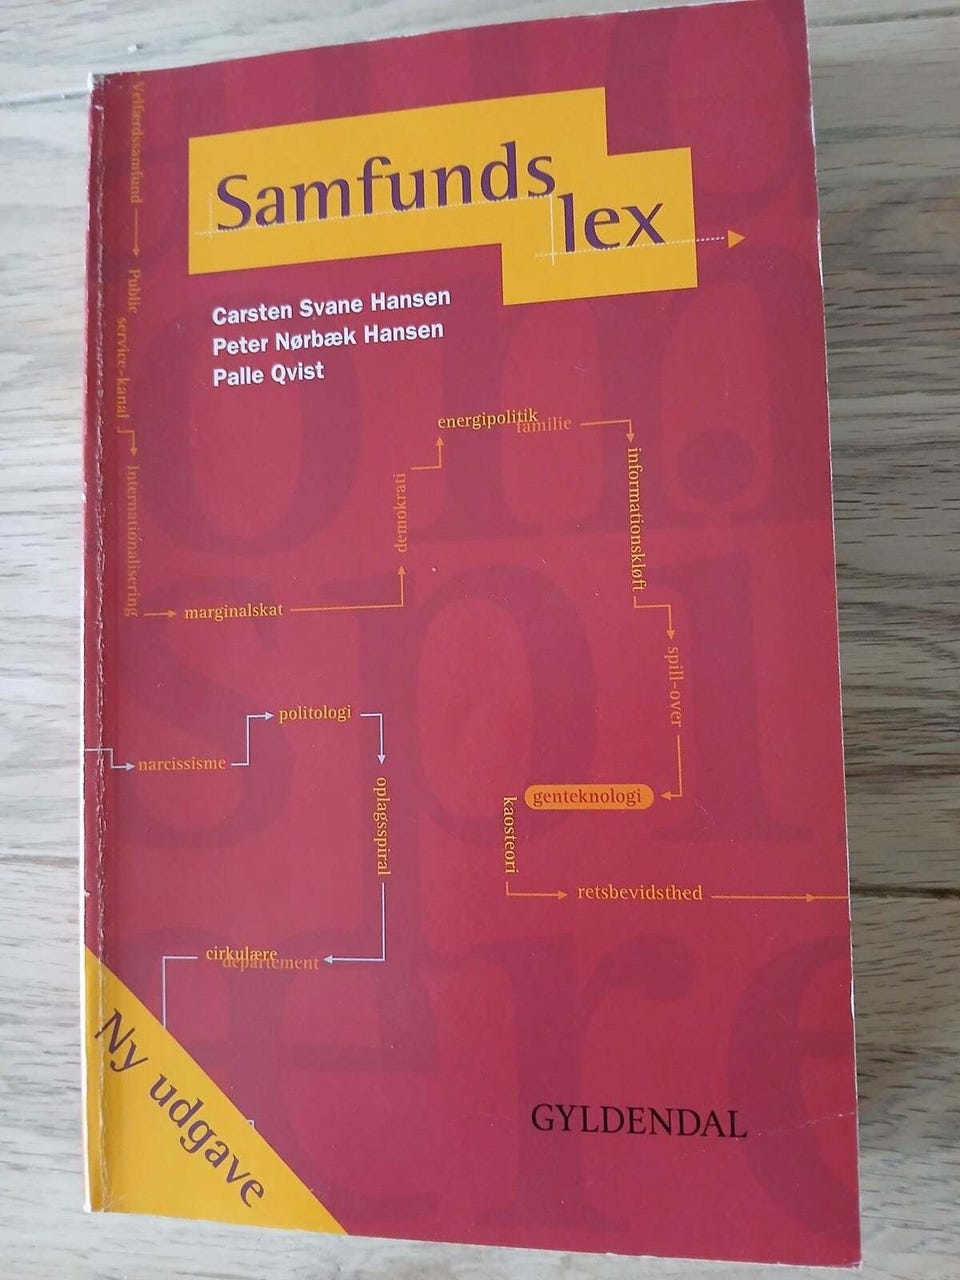 Samfunds
lex
Carsten Svane Hansen
Peter Nørbæk Hansen
Palle Qvist
Velfærdssamfund
Public
service-kanal
Internationalisering
marginalskat
demokrati
energipolitik
familie
informationskløft
spill-over
genteknologi
kaosteori
retsbevidsthed
narcissisme
politologi
oplagsspiral
cirkulære
departement
Ny udgave
GYLDENDAL